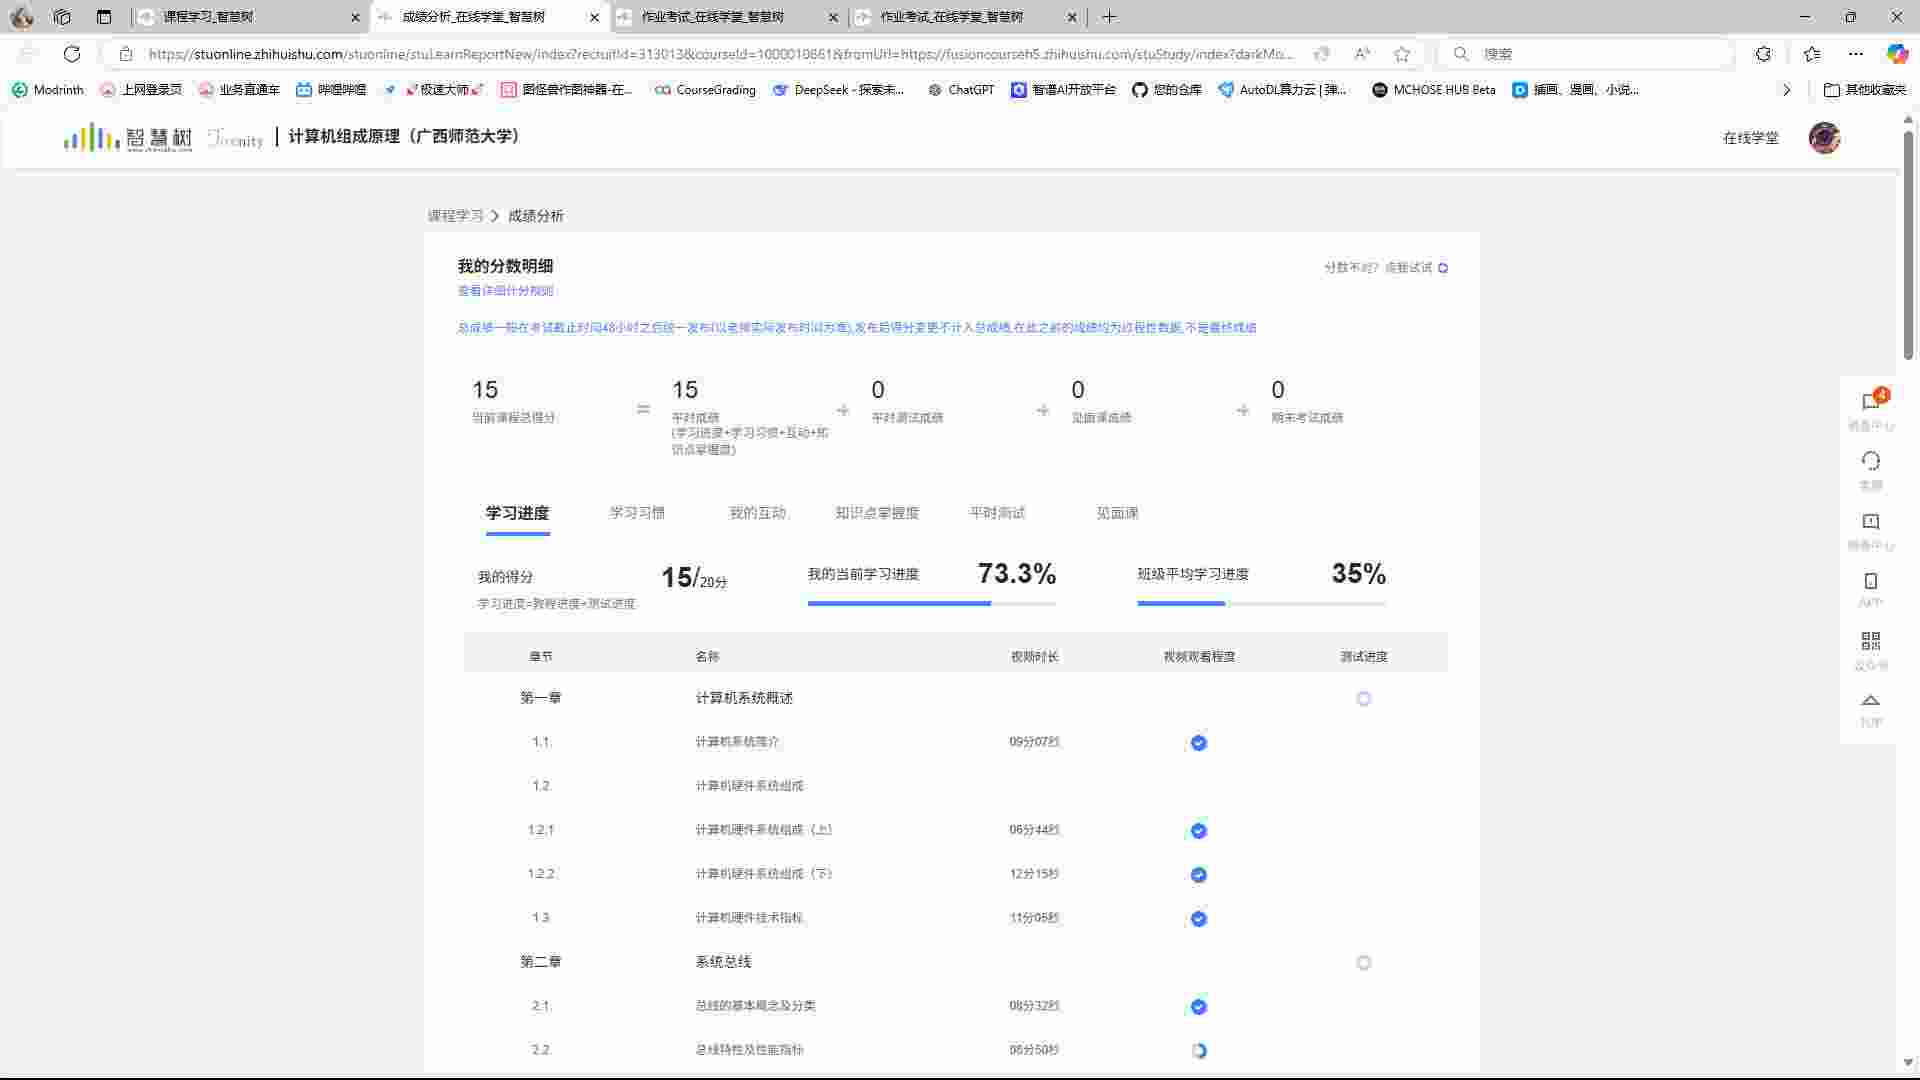 课程学习_智慧树
成绩分析_在线学堂_智慧树
作业考试_在线学堂_智慧树
作业考试_在线学堂_智慧树
https://stuonline.zhihuishu.com/stuonline/stuLearnReportNew/index?recruitId=313013&courseId=1000010661&fromUrl=https://fusioncourseh5.zhihuishu.com/stuStudy/index?darkMo...
搜索
Modrinth
上网登录页
业务直通车
哔哩哔哩
极速大师
图怪兽作图神器-在...
CourseGrading
DeepSeek - 探索未...
ChatGPT
智谱AI开放平台
您的仓库
AutoDL算力云 | 弹...
MCHOSE HUB Beta
插画、漫画、小说...
其他收藏夹
智慧树
Treenity
计算机组成原理（广西师范大学）
在线学堂
课程学习 > 成绩分析
我的分数明细
查看详细计分规则
分数不对？点我试试
总成绩一般在考试截止时间48小时之后统一发布(以老师实际发布时间为准),发布后得分变更不计入总成绩,在此之前的成绩均为过程性数据,不是最终成绩
15 = 15 + 0 + 0 + 0
当前课程总得分
平时成绩
(学习进度+学习习惯+互动+知
识点掌握度)
平时测试成绩
见面课成绩
期末考试成绩
学习进度 学习习惯 我的互动 知识点掌握度 平时测试 见面课
我的得分 15/20分
学习进度=教程进度+测试进度
我的当前学习进度 73.3%
班级平均学习进度 35%
章节 名称 视频时长 视频观看程度 测试进度
第一章 计算机系统概述
1.1 计算机系统简介 09分07秒
1.2 计算机硬件系统组成
1.2.1 计算机硬件系统组成（上） 06分44秒
1.2.2 计算机硬件系统组成（下） 12分15秒
1.3 计算机硬件技术指标 11分05秒
第二章 系统总线
2.1 总线的基本概念及分类 08分32秒
2.2 总线特性及性能指标 06分50秒
4
APP
TOP